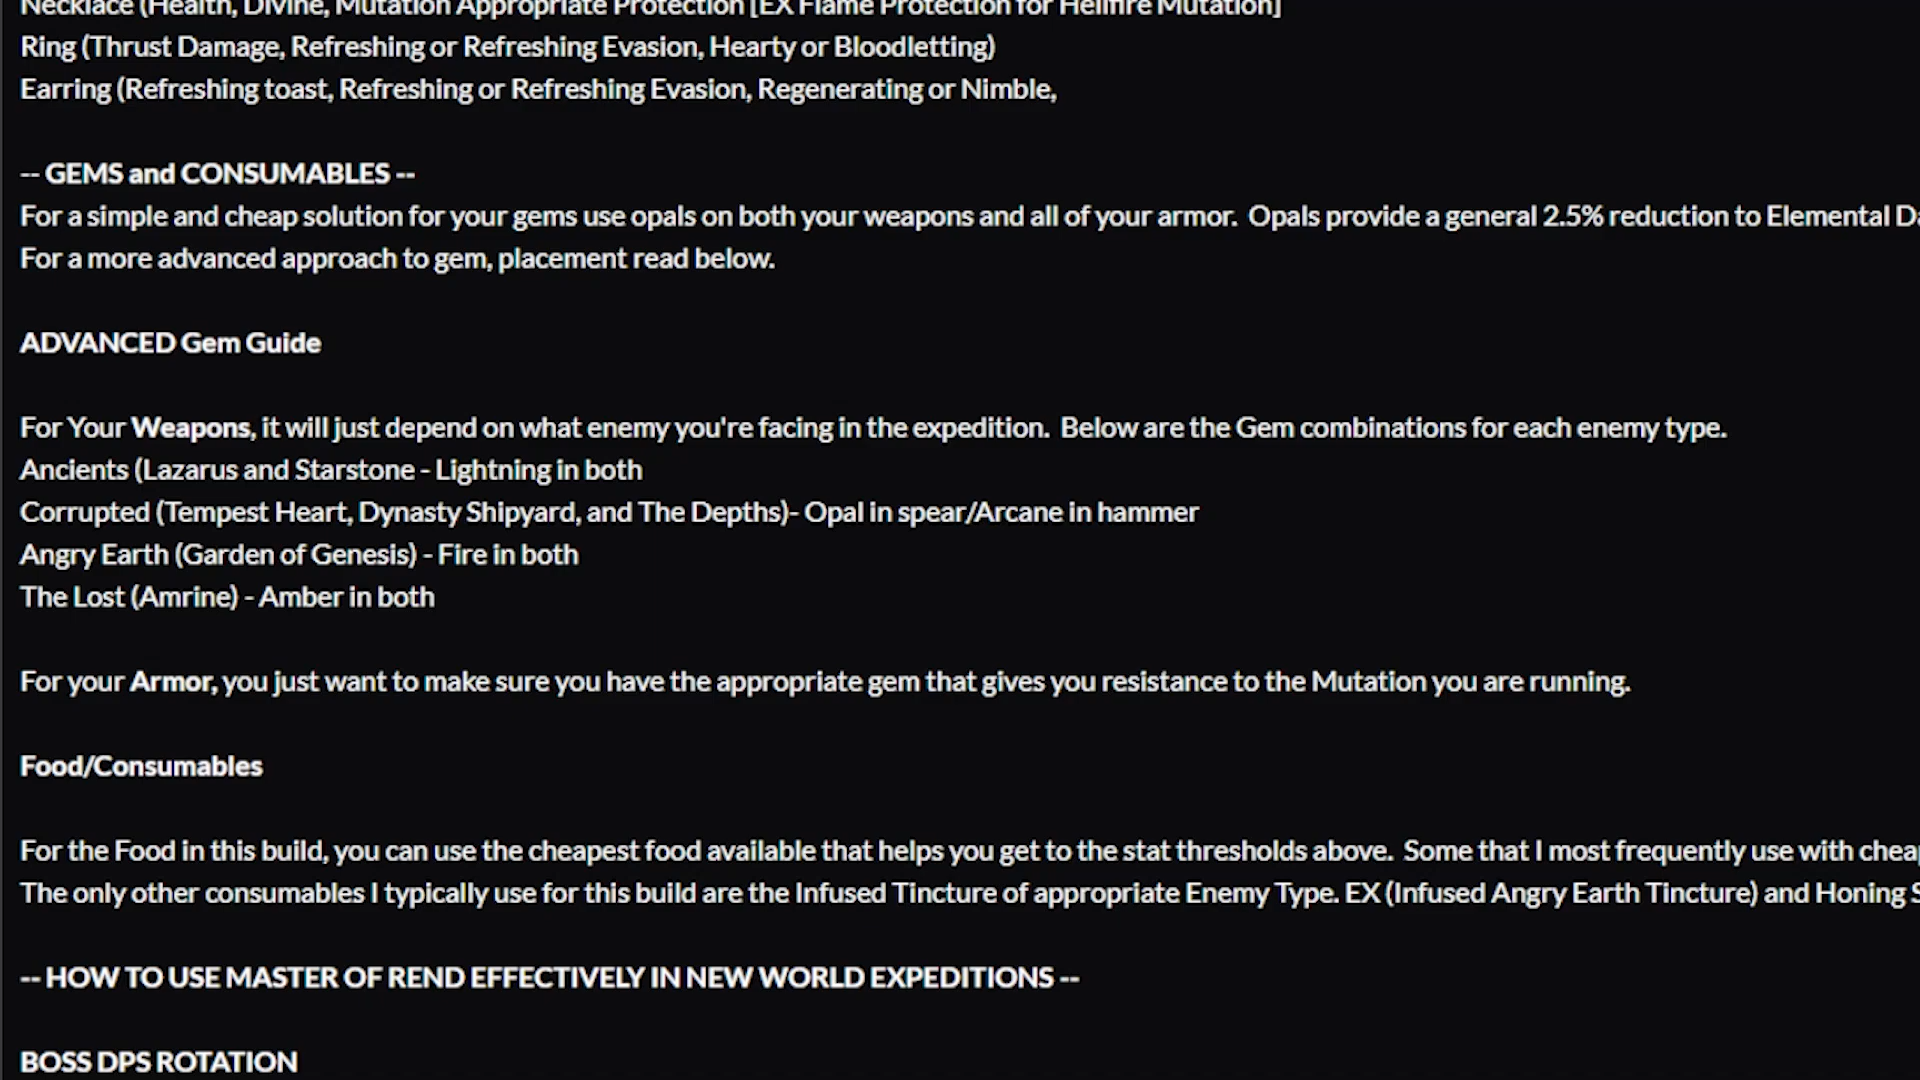 Necklace (Health, Divine, Mutation Appropriate Protection [EX Flame Protection for Hellfire Mutation]
Ring (Thrust Damage, Refreshing or Refreshing Evasion, Hearty or Bloodletting)
Earring (Refreshing toast, Refreshing or Refreshing Evasion, Regenerating or Nimble,
-- GEMS and CONSUMABLES --
For a simple and cheap solution for your gems use opals on both your weapons and all of your armor.  Opals provide a general 2.5% reduction to Elemental
For a more advanced approach to gem, placement read below.
ADVANCED Gem Guide
For Your Weapons, it will just depend on what enemy you're facing in the expedition.  Below are the Gem combinations for each enemy type.
Ancients (Lazarus and Starstone - Lightning in both
Corrupted (Tempest Heart, Dynasty Shipyard, and The Depths)- Opal in spear/Arcane in hammer
Angry Earth (Garden of Genesis) - Fire in both
The Lost (Amrine) - Amber in both
For your Armor, you just want to make sure you have the appropriate gem that gives you resistance to the Mutation you are running.
Food/Consumables
For the Food in this build, you can use the cheapest food available that helps you get to the stat thresholds above.  Some that I most frequently use with
The only other consumables I typically use for this build are the Infused Tincture of appropriate Enemy Type. EX (Infused Angry Earth Tincture) and Honing
-- HOW TO USE MASTER OF REND EFFECTIVELY IN NEW WORLD EXPEDITIONS --
BOSS DPS ROTATION